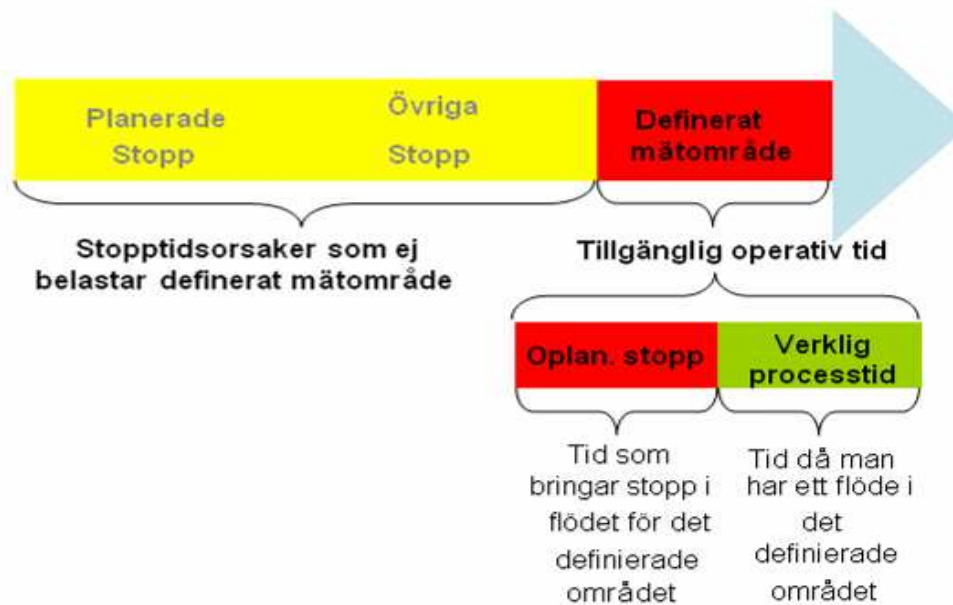 Planerade
Stopp
Övriga
Stopp
Definerat
mätområde
Stopptidsorsaker som ej
belastar definerat mätområde
Tillgänglig operativ tid
Oplan. stopp
Verklig
processtid
Tid som
bringar stopp i
flödet för det
definierade
området
Tid då man
har ett flöde i
det
definierade
området